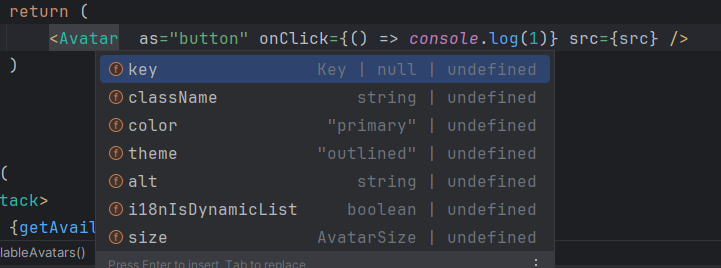 return (
<Avatar as="button" onClick={() => console.log(1)} src={src} />
)
key Key | null | undefined
className string | undefined
color "primary" | undefined
theme "outlined" | undefined
alt string | undefined
i18nIsDynamicList boolean | undefined
size AvatarSize | undefined
Press Enter to insert, Tab to replace
(
tack>
{getAvail
lableAvatars()